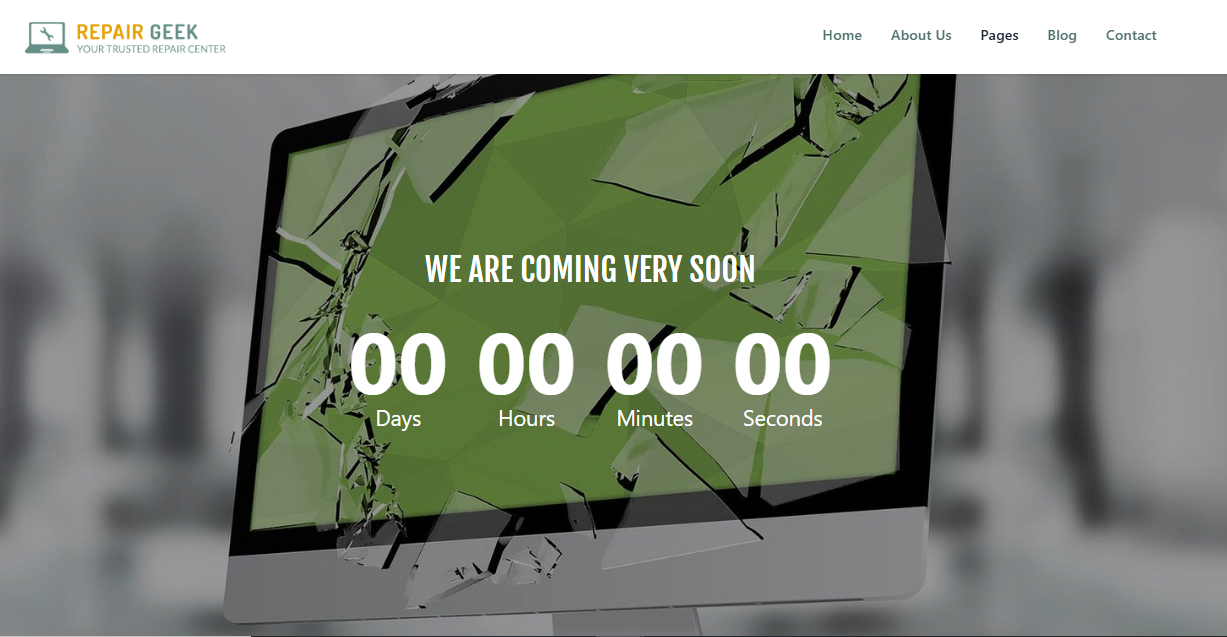 REPAIR GEEK
YOUR TRUSTED REPAIR CENTER
Home About Us Pages Blog Contact
WE ARE COMING VERY SOON
00 00 00 00
Days Hours Minutes Seconds